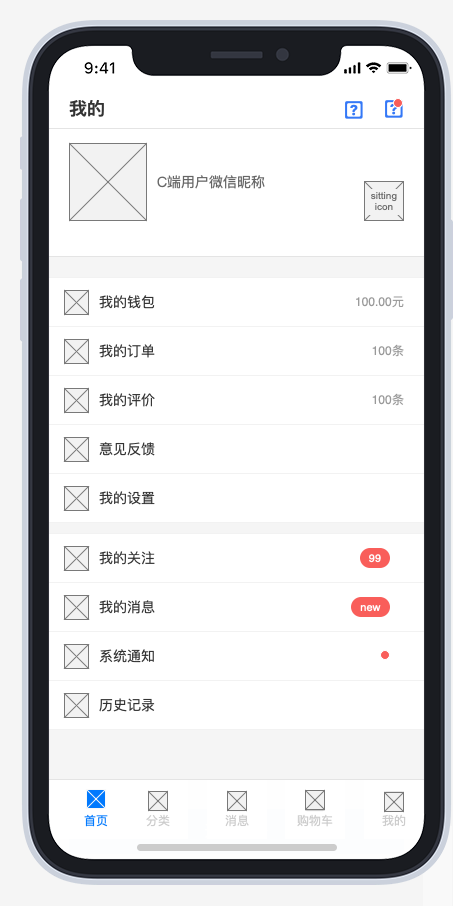 9:41
我的
C端用户微信昵称
sitting
icon
我的钱包 100.00元
我的订单 100条
我的评价 100条
意见反馈
我的设置
我的关注 99
我的消息 new
系统通知
历史记录
首页 分类 消息 购物车 我的